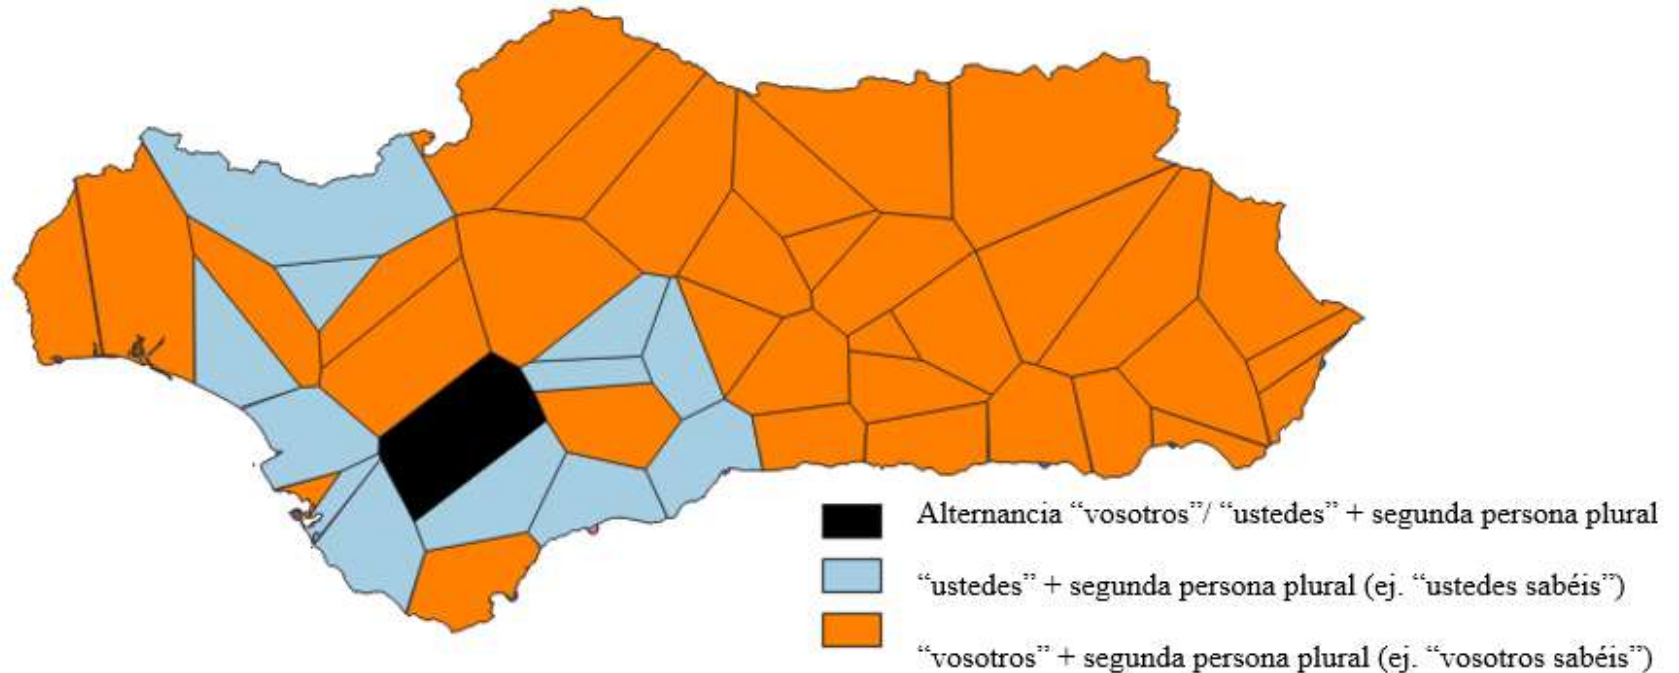 Alternancia “vosotros”/ “ustedes” + segunda persona plural
“ustedes” + segunda persona plural (ej. “ustedes sabéis”)
“vosotros” + segunda persona plural (ej. “vosotros sabéis”)